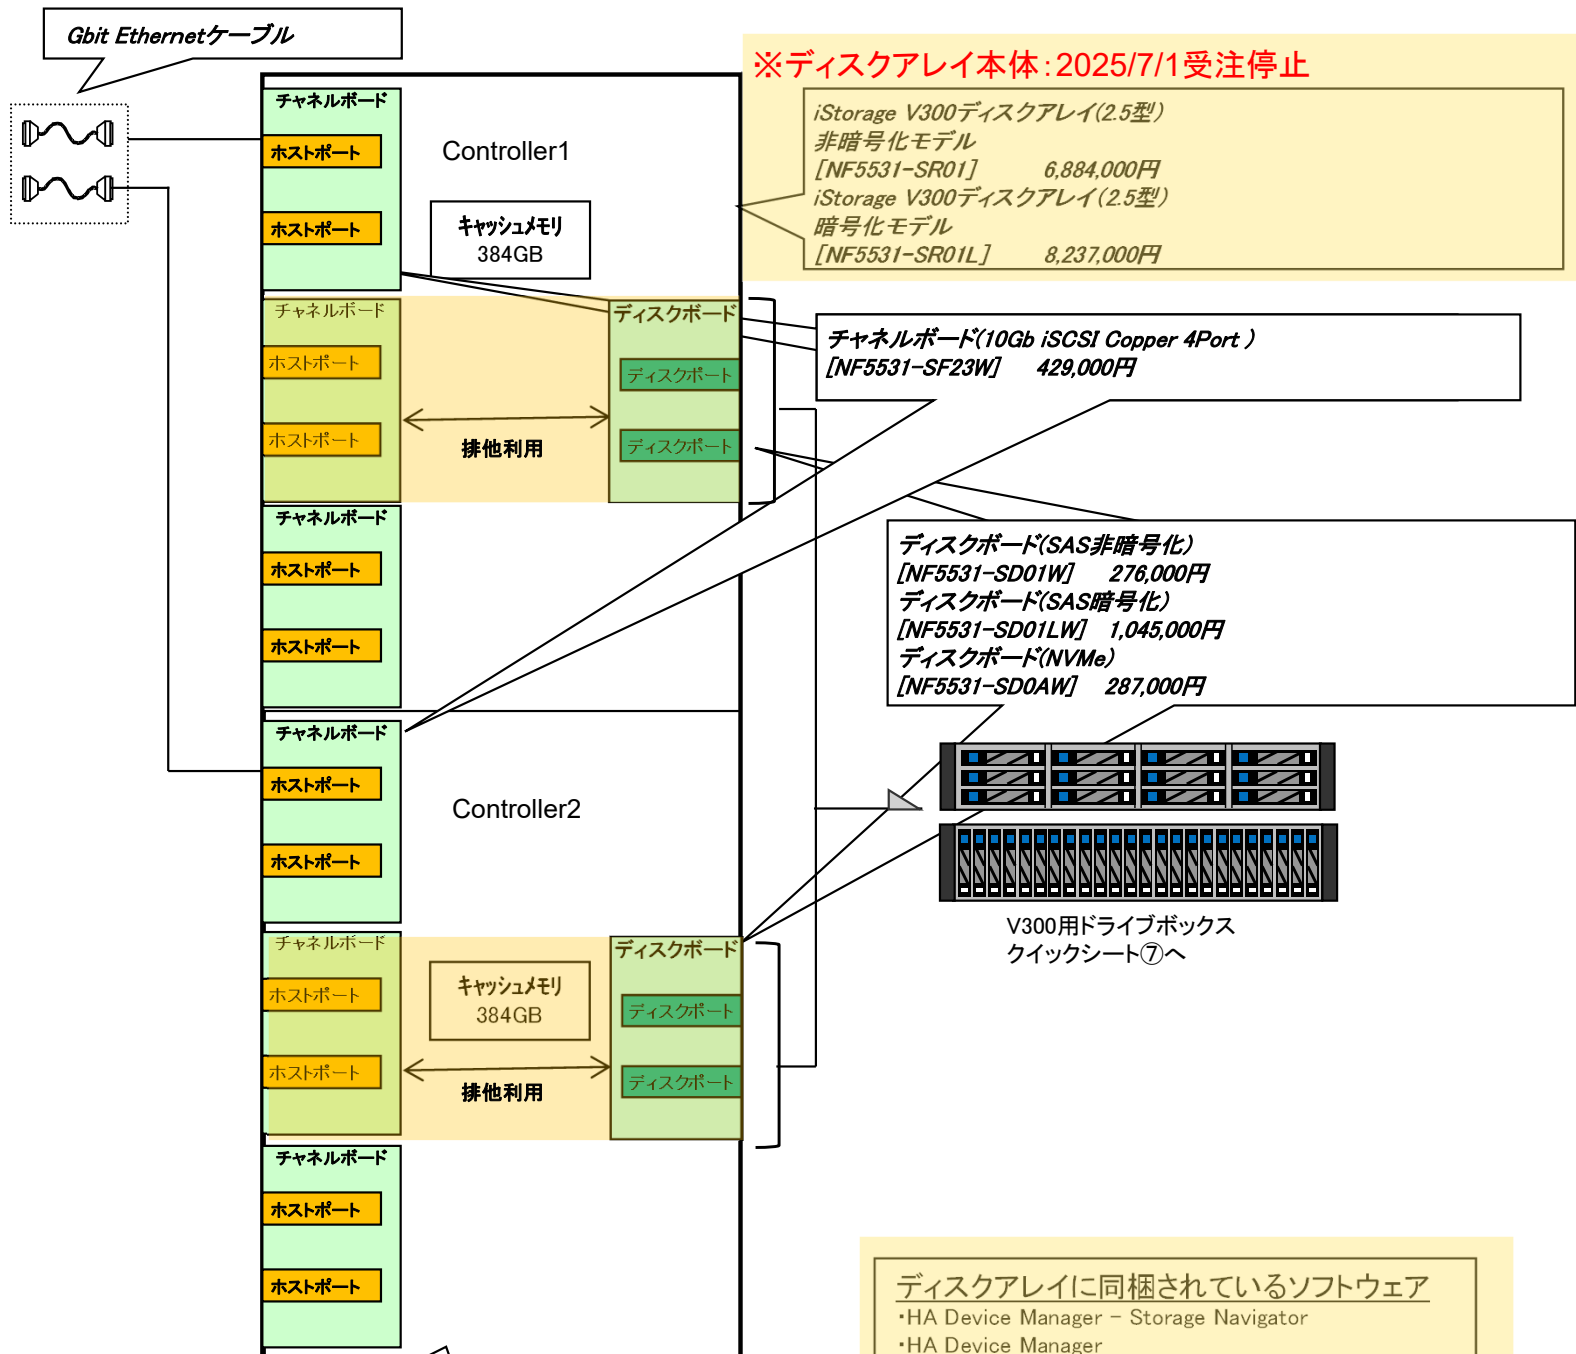 Gbit Ethernetケーブル
※ディスクアレイ本体：2025/7/1受注停止
iStorage V300ディスクアレイ(2.5型)
非暗号化モデル
[NF5531-SR01] 6,884,000円
iStorage V300ディスクアレイ(2.5型)
暗号化モデル
[NF5531-SR01L] 8,237,000円
チャネルボード
ホストポート
ホストポート
Controller1
キャッシュメモリ
384GB
チャネルボード
ホストポート
ホストポート
排他利用
ディスクボード
ディスクポート
ディスクポート
チャネルボード(10Gb iSCSI Copper 4Port )
[NF5531-SF23W] 429,000円
チャネルボード
ホストポート
ホストポート
ディスクボード(SAS非暗号化)
[NF5531-SD01W] 276,000円
ディスクボード(SAS暗号化)
[NF5531-SD01LW] 1,045,000円
ディスクボード(NVMe)
[NF5531-SD0AW] 287,000円
チャネルボード
ホストポート
ホストポート
Controller2
V300用ドライブボックス
クイックシート⑦へ
チャネルボード
ホストポート
ホストポート
キャッシュメモリ
384GB
排他利用
ディスクボード
ディスクポート
ディスクポート
チャネルボード
ホストポート
ホストポート
ディスクアレイに同梱されているソフトウェア
・HA Device Manager - Storage Navigator
・HA Device Manager